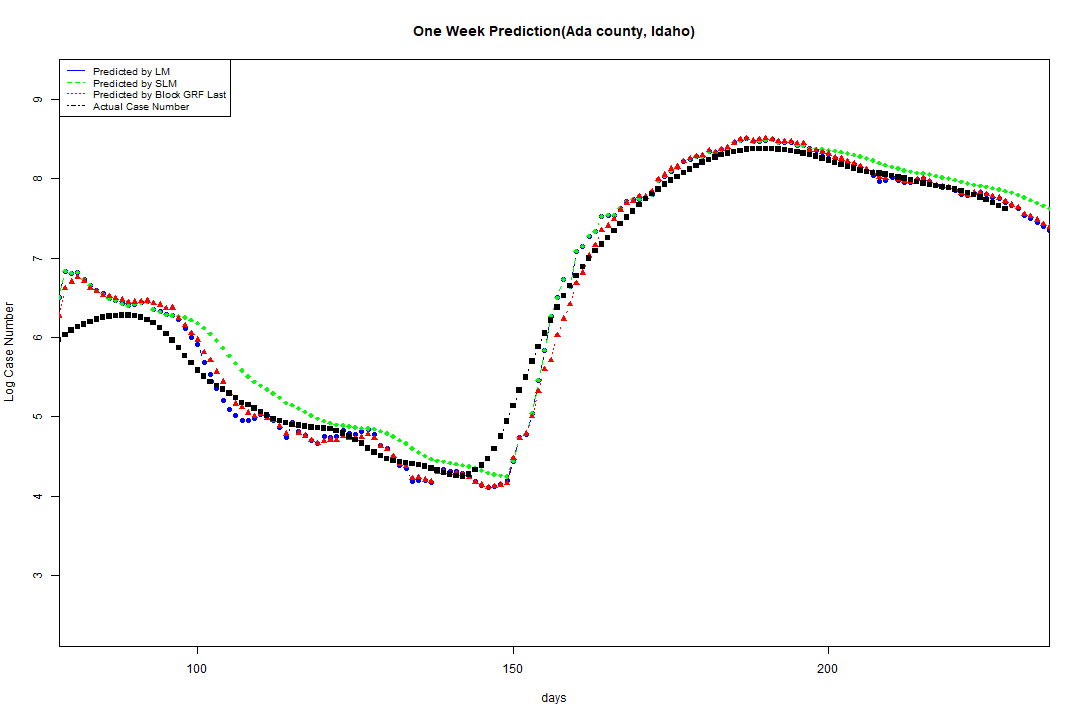 One Week Prediction(Ada county, Idaho)
Predicted by LM
Predicted by SLM
Predicted by Block GRF Last
Actual Case Number
9
8
7
6
5
4
3
Log Case Number
100 150 200
days